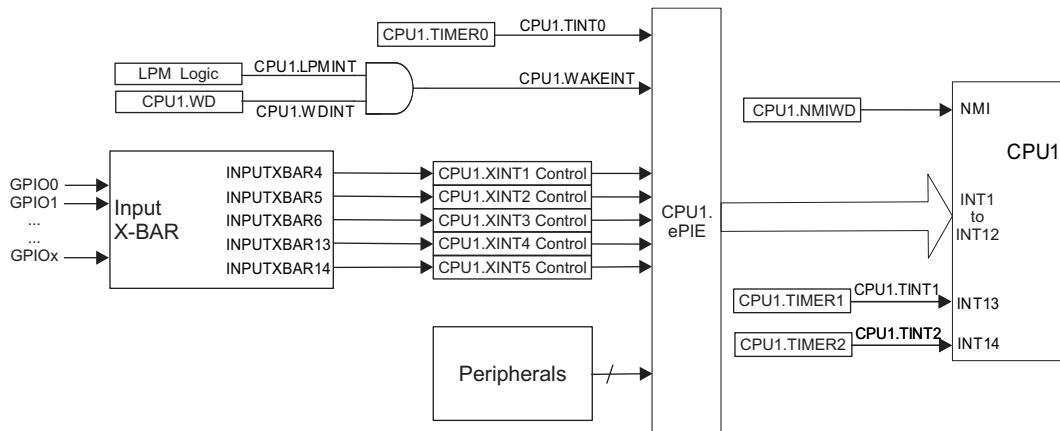 CPU1.TIMER0
CPU1.TINT0
LPM Logic
CPU1.LPMINT
CPU1.WAKEINT
CPU1.WD
CPU1.WDINT
CPU1.NMIWD
NMI
CPU1
GPIO0
GPIO1
...
...
GPIOx
Input
X-BAR
INPUTXBAR4
INPUTXBAR5
INPUTXBAR6
INPUTXBAR13
INPUTXBAR14
CPU1.XINT1 Control
CPU1.XINT2 Control
CPU1.XINT3 Control
CPU1.XINT4 Control
CPU1.XINT5 Control
CPU1.
ePIE
INT1
to
INT12
CPU1.TIMER1
CPU1.TINT1
INT13
CPU1.TIMER2
CPU1.TINT2
INT14
Peripherals